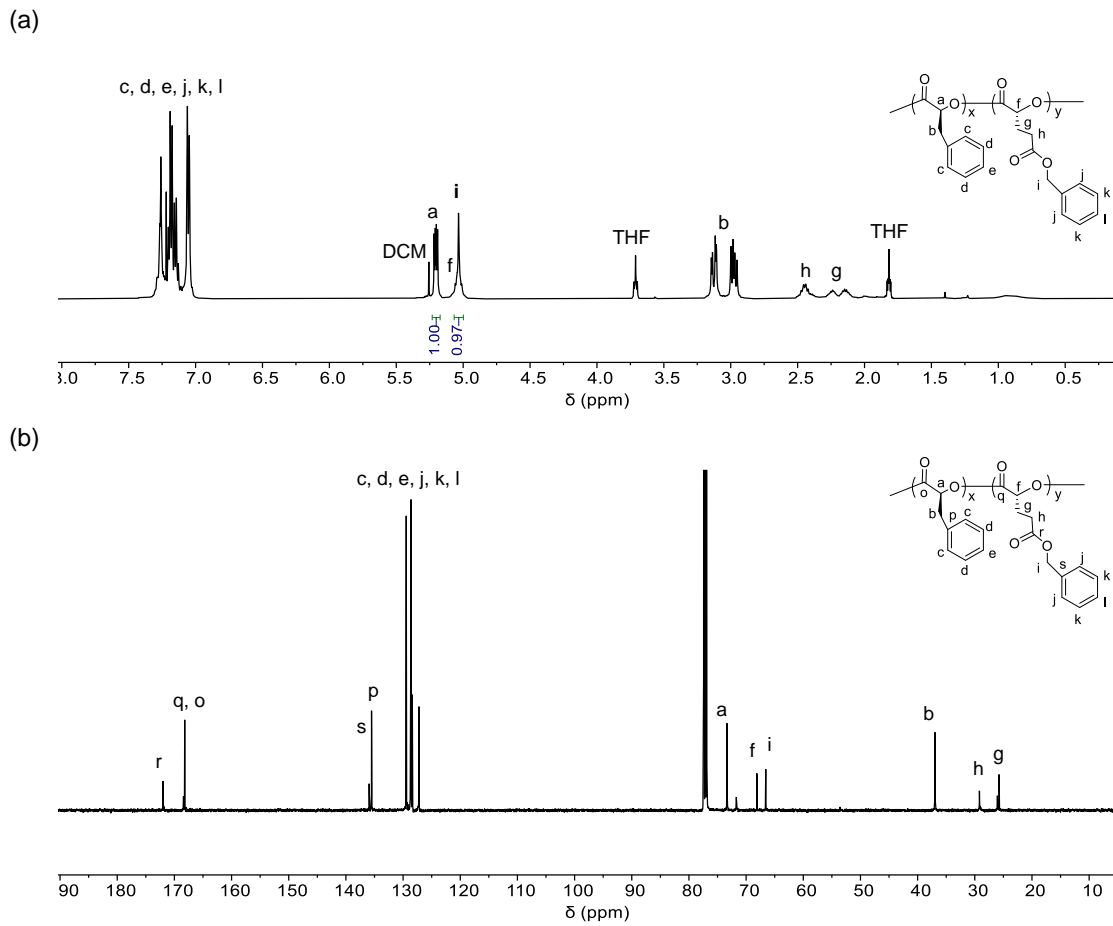 (a)
c, d, e, j, k, l
DCM
a
f
i
THF
b
h
g
THF
1.00
0.97
O
a
O
x
O
f
O
y
b
c
d
c
e
d
g
h
O
O
i
j
k
j
l
k
8.0 7.5 7.0 6.5 6.0 5.5 5.0 4.5 4.0 3.5 3.0 2.5 2.0 1.5 1.0 0.5
δ (ppm)
(b)
r
q, o
s
p
c, d, e, j, k, l
a
f
i
b
h
g
O
a
O
o
x
O
f
O
q
y
b
p
c
d
c
e
d
g
h
r
O
O
i
s
j
k
j
l
k
90 180 170 160 150 140 130 120 110 100 90 80 70 60 50 40 30 20 10
δ (ppm)